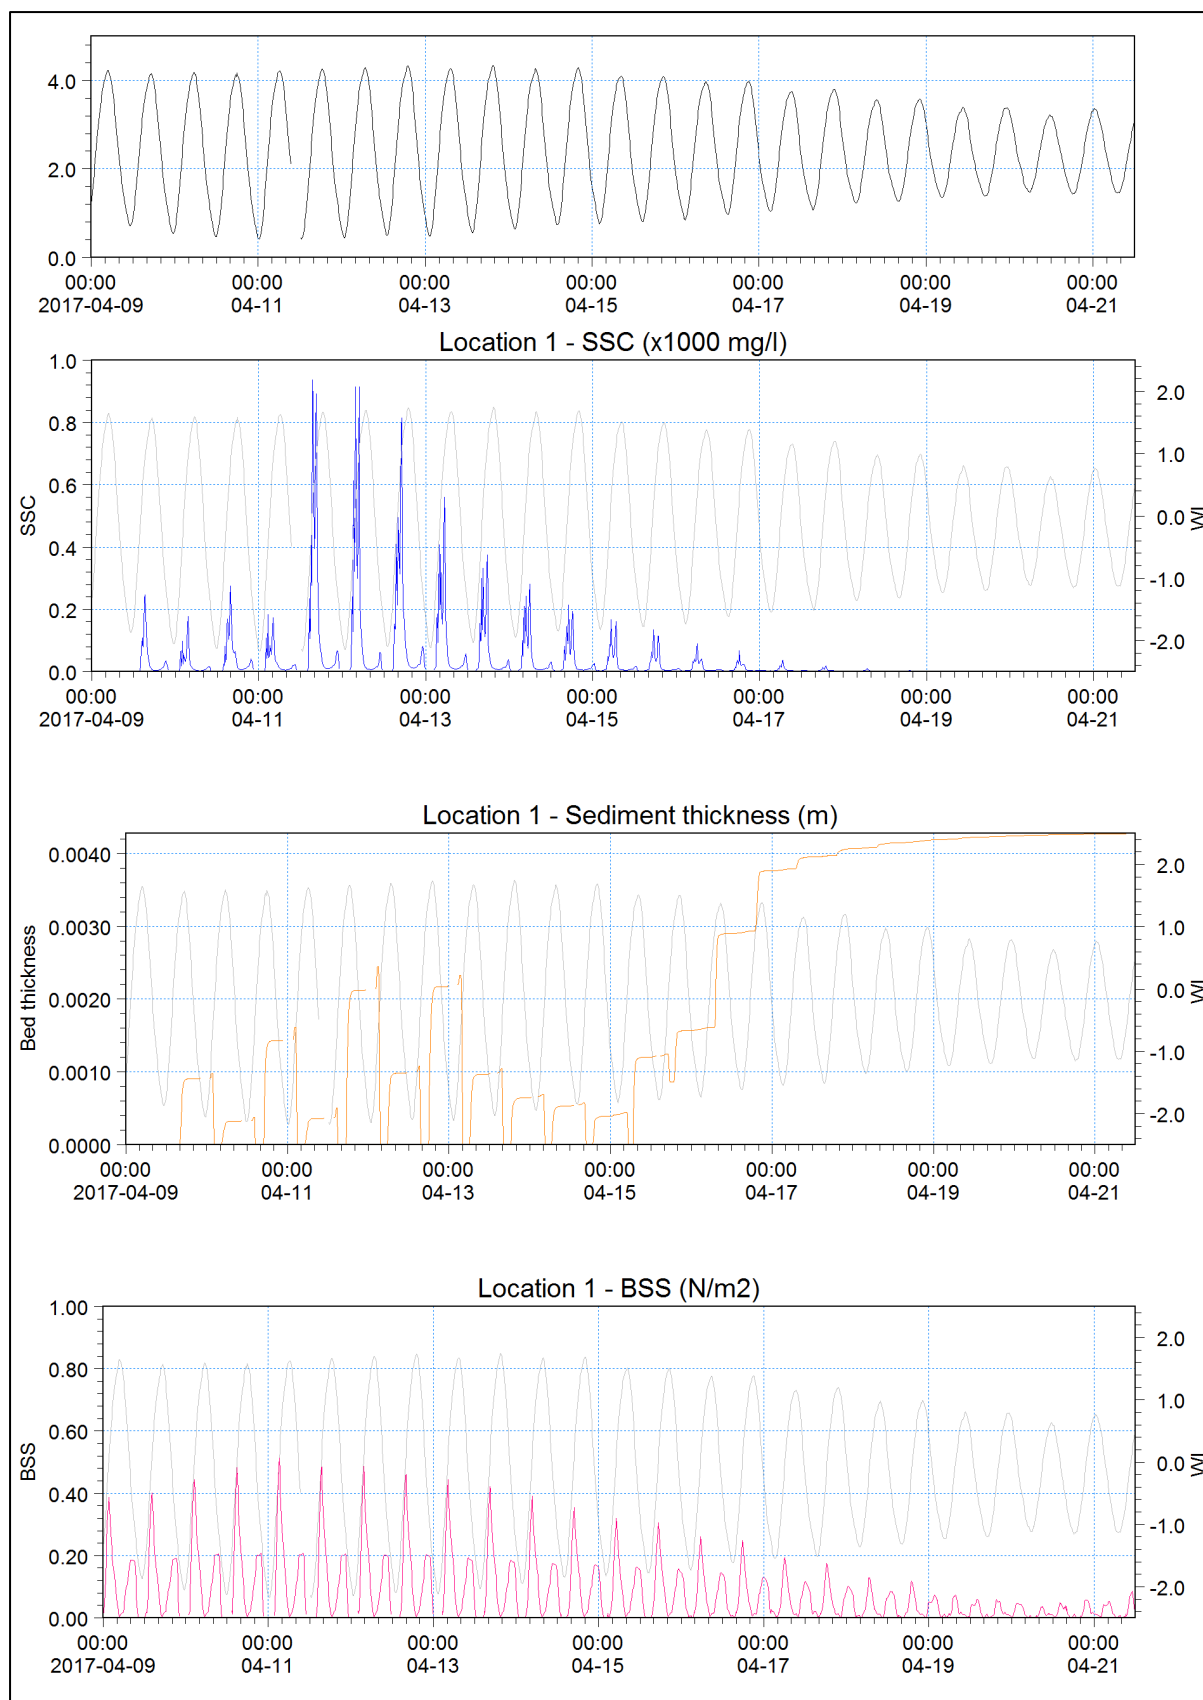 4.0
2.0
0.0
00:00 00:00 00:00 00:00 00:00 00:00 00:00
2017-04-09 04-11 04-13 04-15 04-17 04-19 04-21
Location 1 - SSC (x1000 mg/l)
1.0
0.8
0.6
0.4
0.2
0.0
SSC
2.0
1.0
0.0
-1.0
-2.0
WL
00:00 00:00 00:00 00:00 00:00 00:00 00:00
2017-04-09 04-11 04-13 04-15 04-17 04-19 04-21
Location 1 - Sediment thickness (m)
0.0040
0.0030
0.0020
0.0010
0.0000
Bed thickness
2.0
1.0
0.0
-1.0
-2.0
WL
00:00 00:00 00:00 00:00 00:00 00:00 00:00
2017-04-09 04-11 04-13 04-15 04-17 04-19 04-21
Location 1 - BSS (N/m2)
1.00
0.80
0.60
0.40
0.20
0.00
BSS
2.0
1.0
0.0
-1.0
-2.0
WL
00:00 00:00 00:00 00:00 00:00 00:00 00:00
2017-04-09 04-11 04-13 04-15 04-17 04-19 04-21